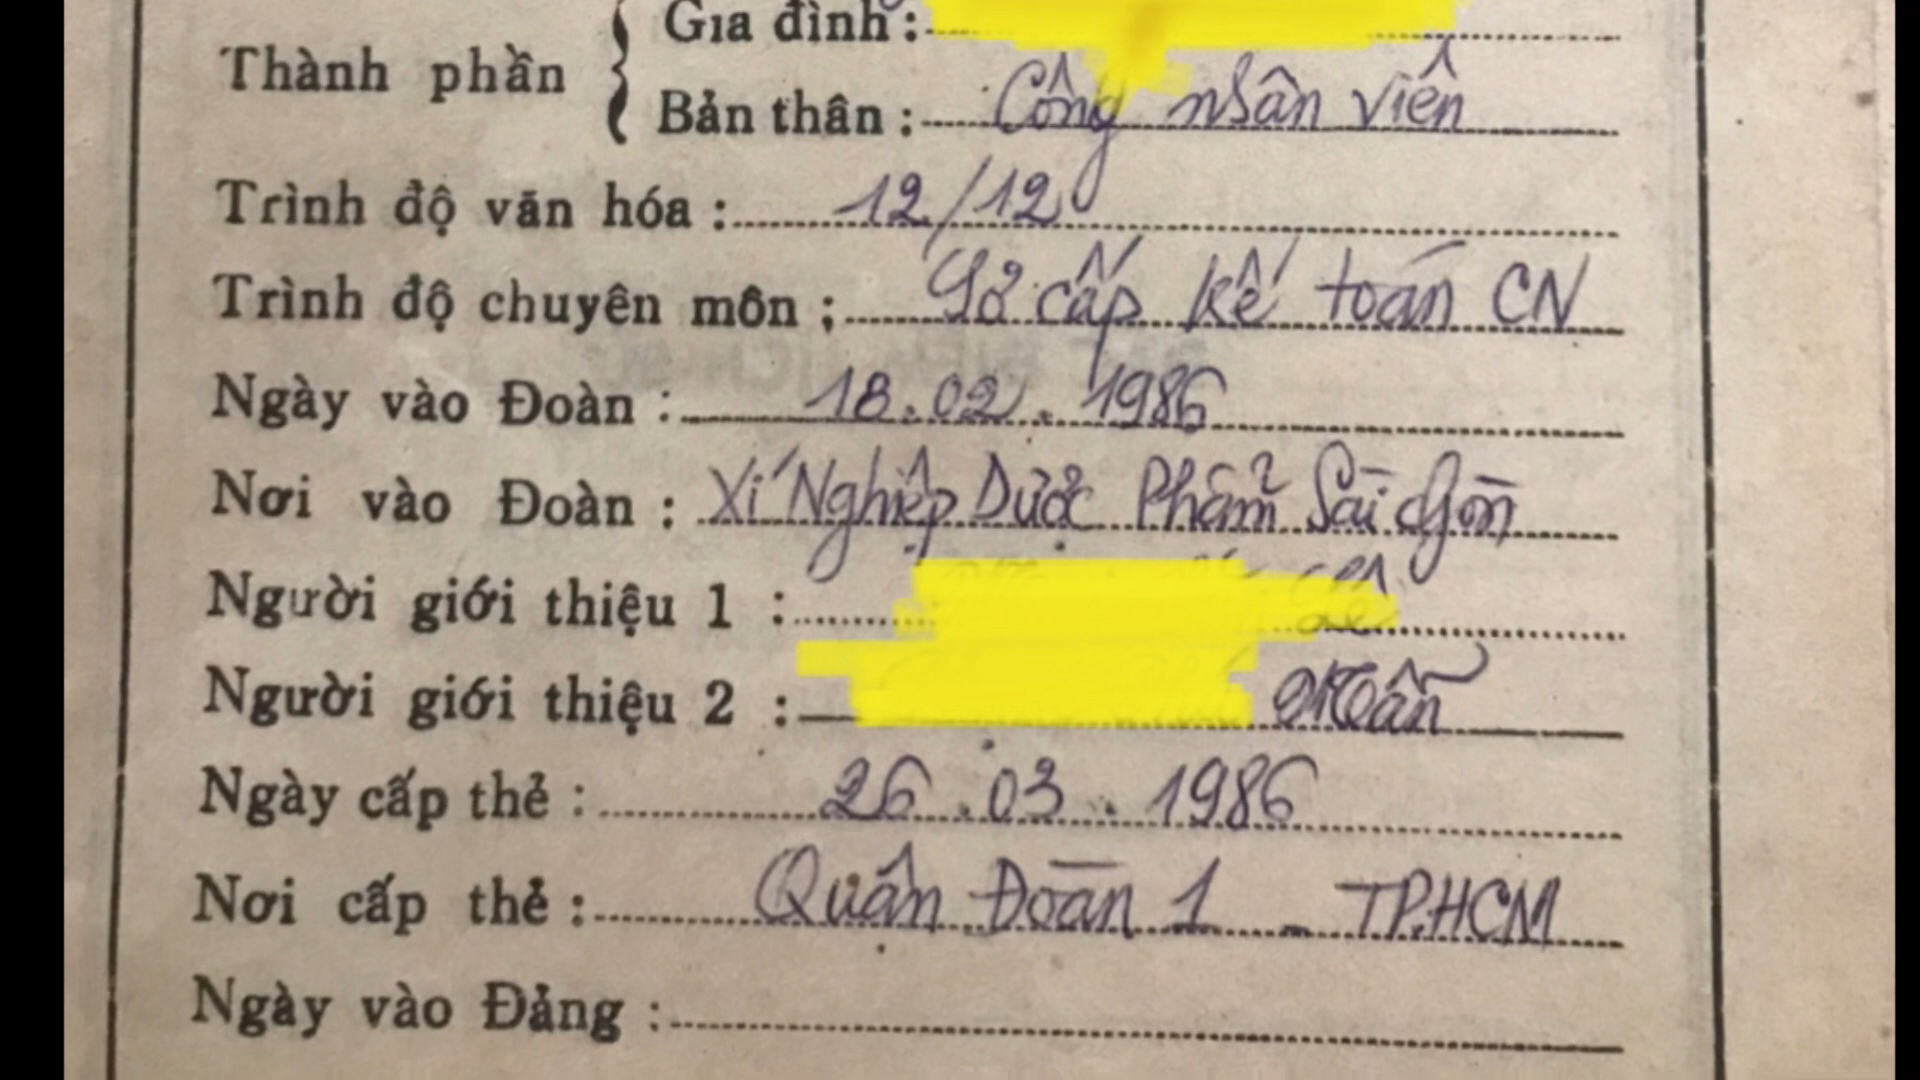 Gia đình :
Thành phần
Bản thân : Công nhân viên
Trình độ văn hóa : 12/12
Trình độ chuyên môn : Sơ cấp kế toán CN
Ngày vào Đoàn : 18.02.1986
Nơi vào Đoàn : Xí Nghiệp Dược Phẩm Sài Gòn
Người giới thiệu 1 :
Người giới thiệu 2 : Mẫn
Ngày cấp thẻ : 26.03.1986
Nơi cấp thẻ : Quận Đoàn 1 - TP.HCM
Ngày vào Đảng :